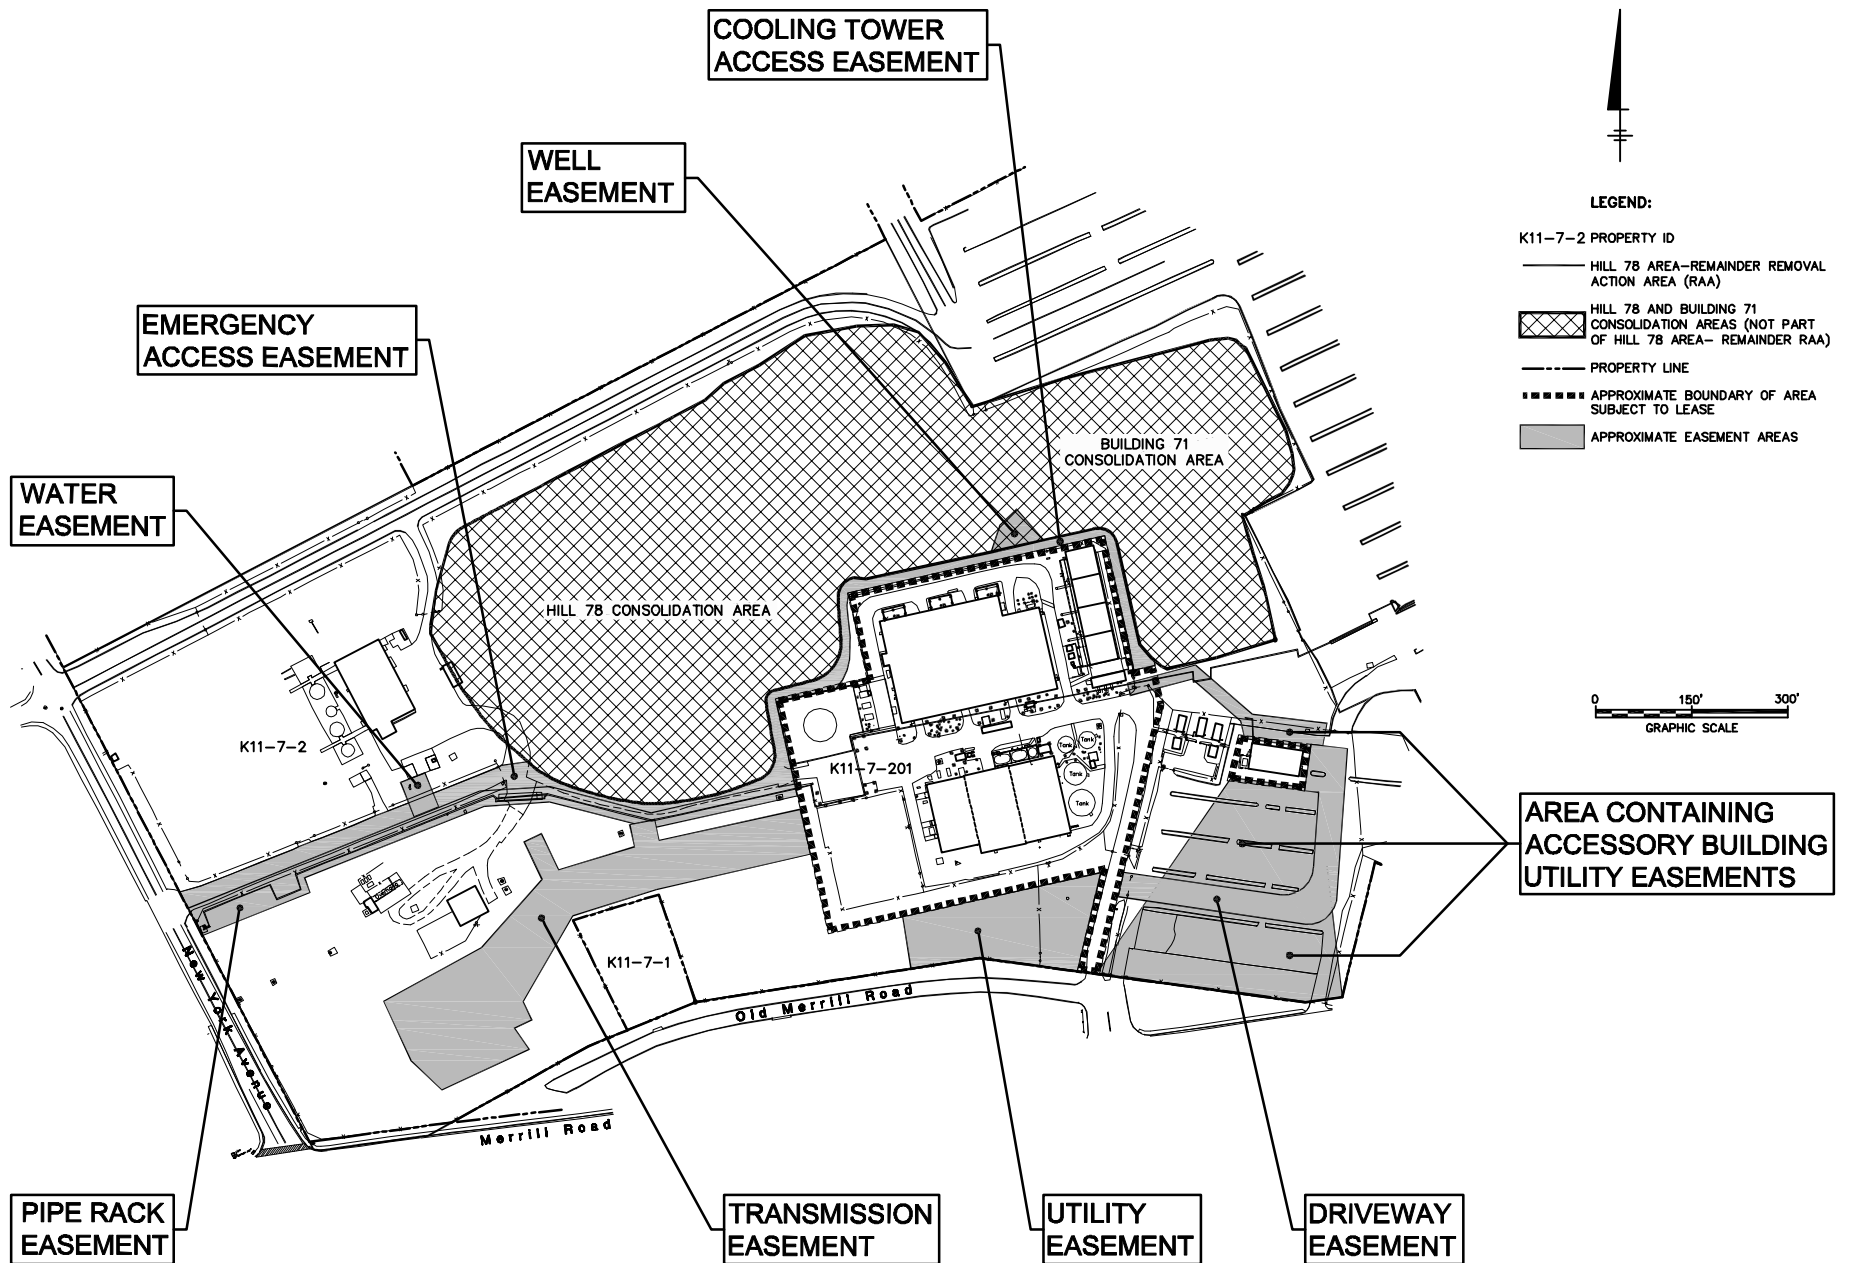 COOLING TOWER
ACCESS EASEMENT
WELL
EASEMENT
EMERGENCY
ACCESS EASEMENT
WATER
EASEMENT
LEGEND:
K11-7-2 PROPERTY ID
HILL 78 AREA-REMAINDER REMOVAL
ACTION AREA (RAA)
HILL 78 AND BUILDING 71
CONSOLIDATION AREAS (NOT PART
OF HILL 78 AREA- REMAINDER RAA)
PROPERTY LINE
APPROXIMATE BOUNDARY OF AREA
SUBJECT TO LEASE
APPROXIMATE EASEMENT AREAS
BUILDING 71
CONSOLIDATION AREA
HILL 78 CONSOLIDATION AREA
0 150' 300'
GRAPHIC SCALE
K11-7-2
K11-7-201
Tank
Tank
Tank
Tank
K11-7-1
AREA CONTAINING
ACCESSORY BUILDING
UTILITY EASEMENTS
New York Avenue
Old Merrill Road
Merrill Road
PIPE RACK
EASEMENT
TRANSMISSION
EASEMENT
UTILITY
EASEMENT
DRIVEWAY
EASEMENT